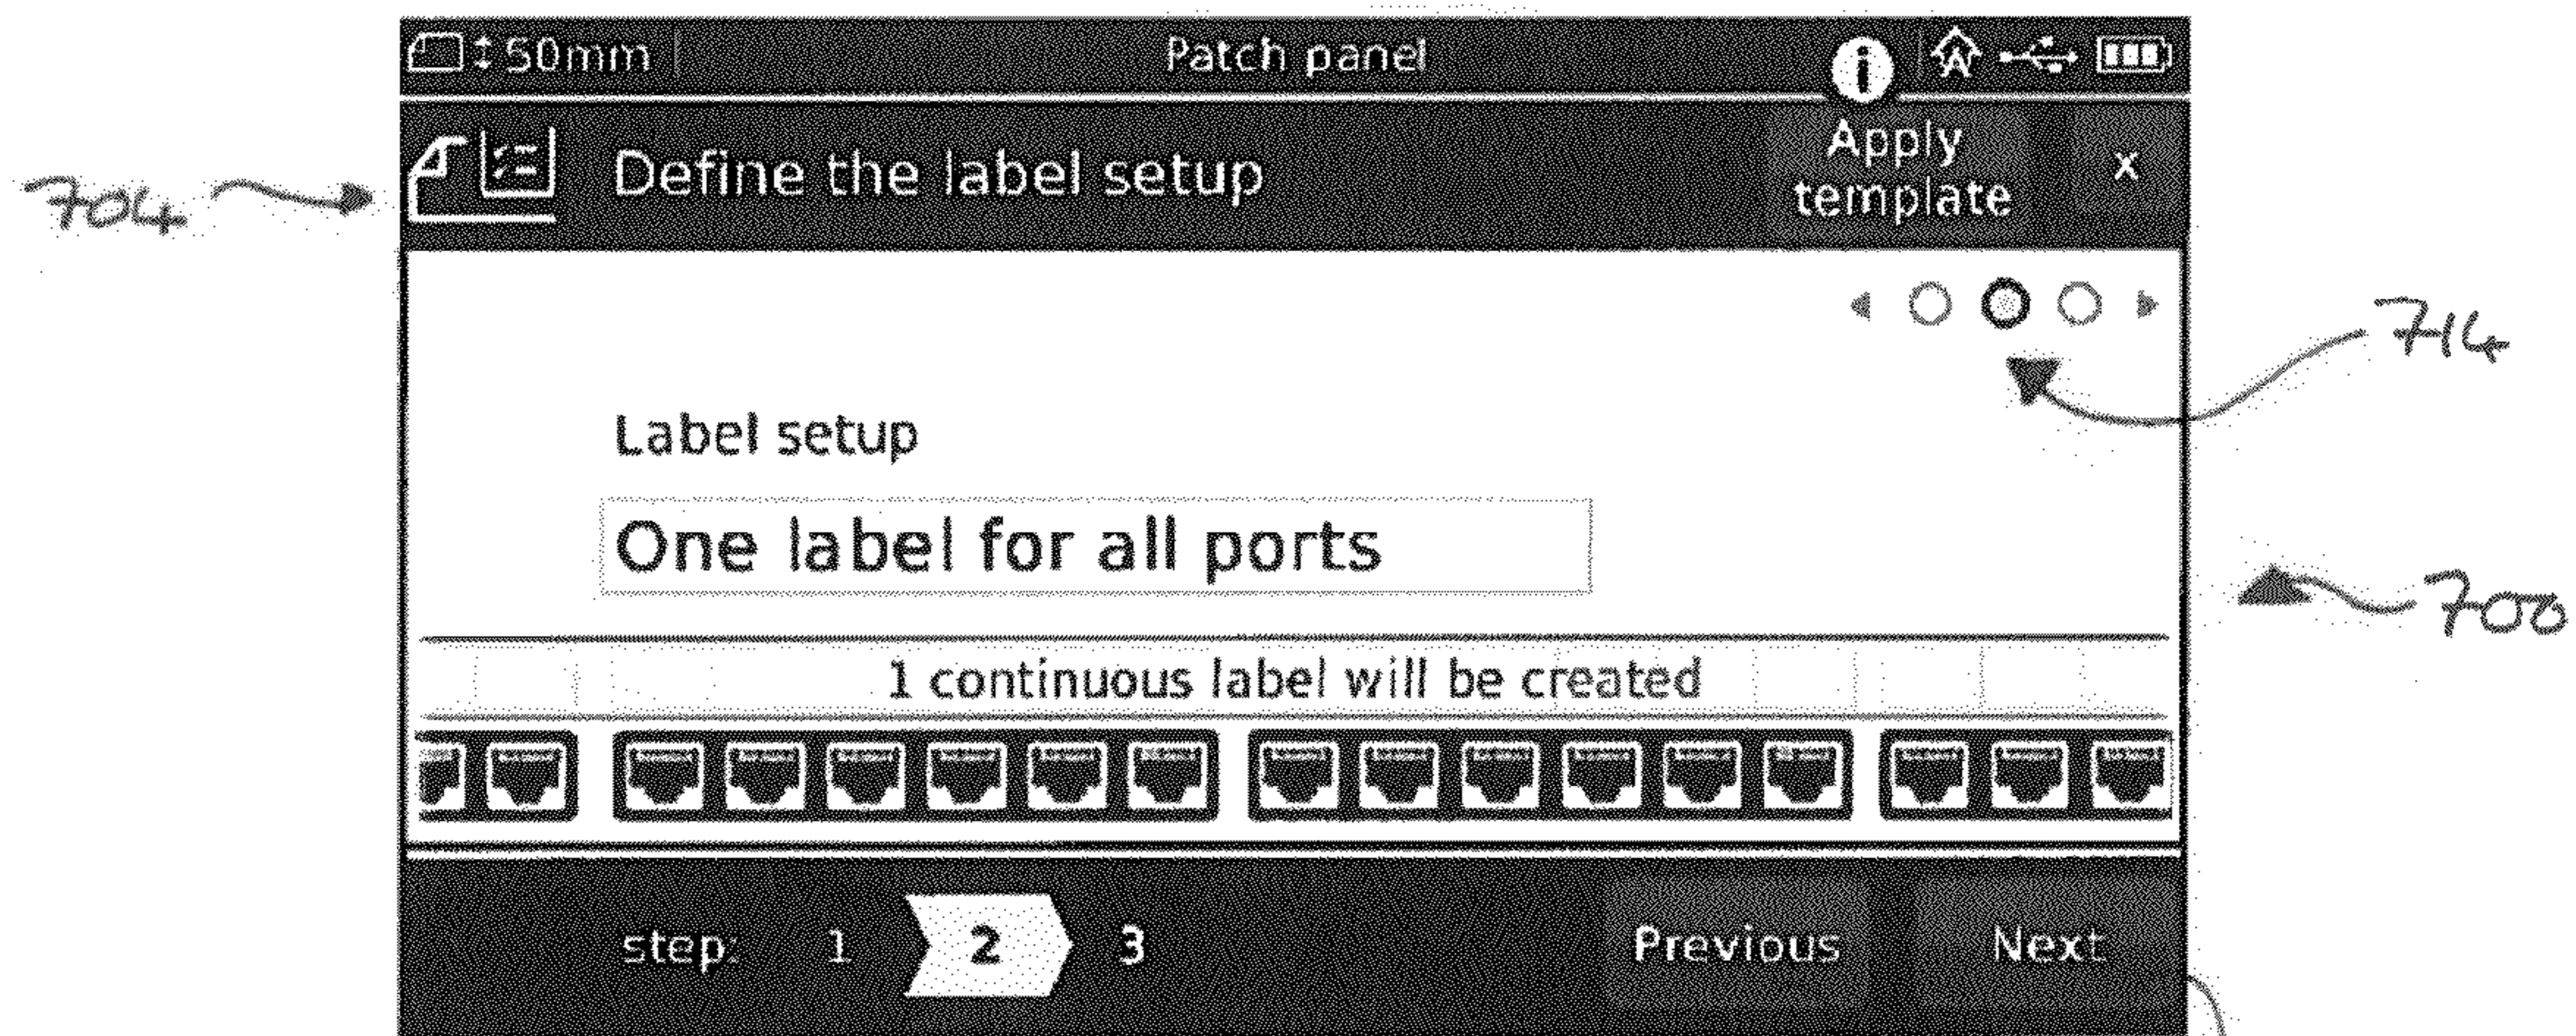 50mm Patch panel
704 Define the label setup Apply template x
714
Label setup
One label for all ports
700
1 continuous label will be created
step: 1 2 3 Previous Next